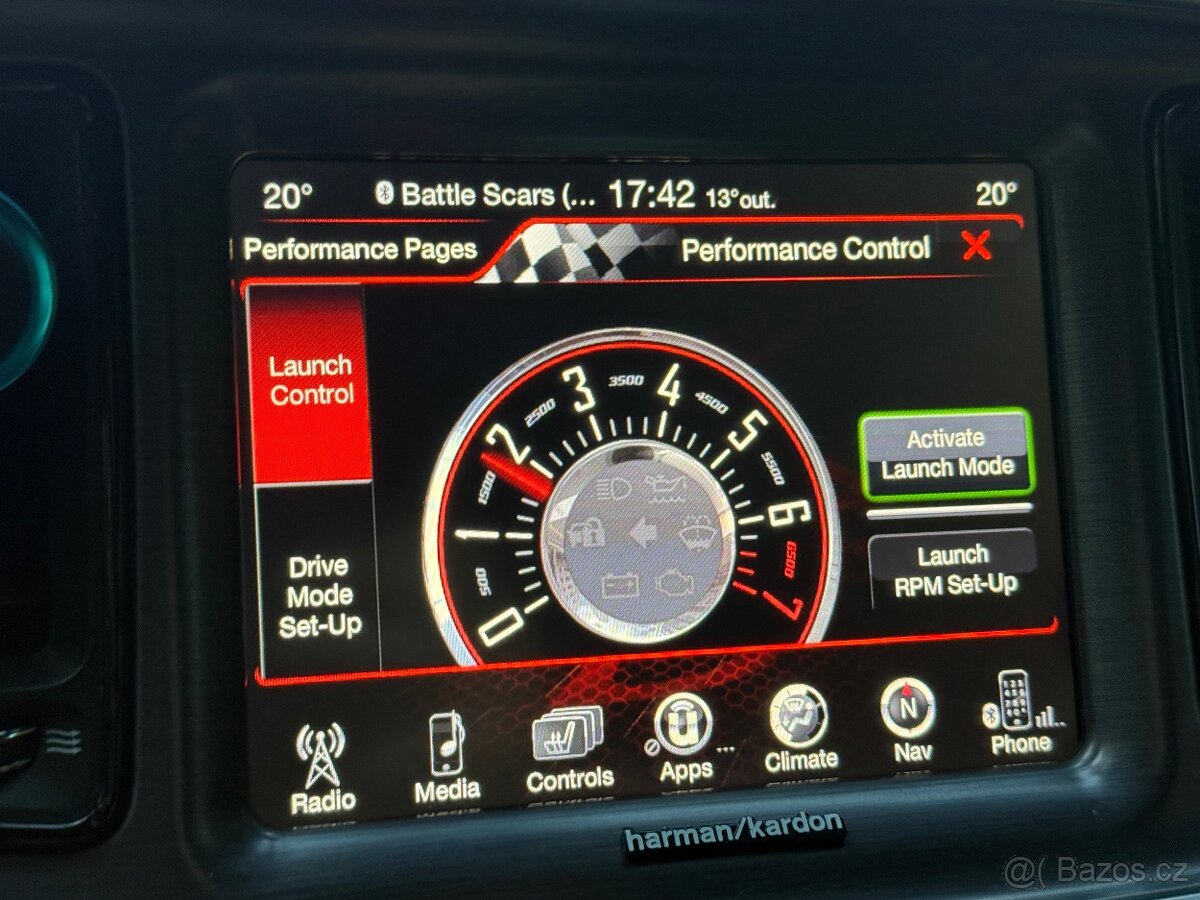 20° Battle Scars (... 17:42 13°out. 20°
Performance Pages Performance Control
Launch
Control
Drive
Mode
Set-Up
0
500
1
1500
2
2500
3
3500
4
4500
5
5500
6
6500
7
Activate
Launch Mode
Launch
RPM Set-Up
Radio
Media
Controls
Apps
...
Climate
N
Nav
Phone
harman/kardon
@( Bazos.cz